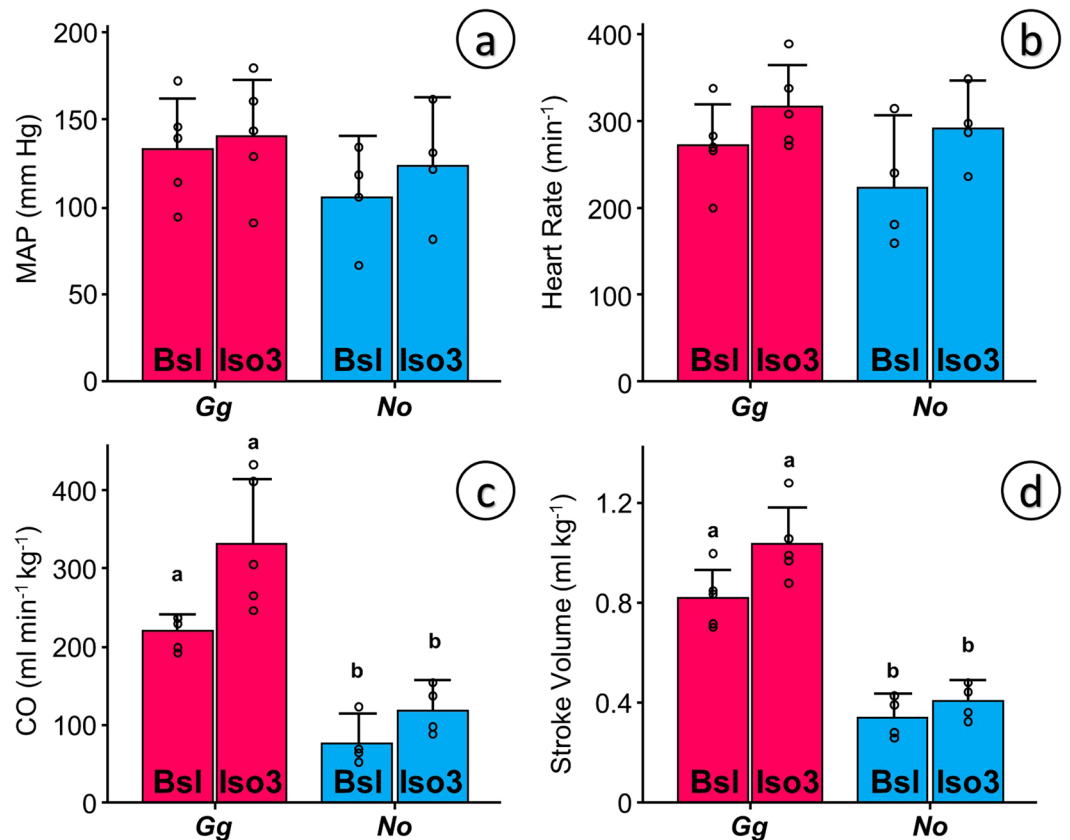 a
MAP (mm Hg)
200
150
100
50
0
Bsl Iso3 Bsl Iso3
Gg No
b
Heart Rate (min⁻¹)
400
300
200
100
0
Bsl Iso3 Bsl Iso3
Gg No
c
CO (ml min⁻¹ kg⁻¹)
400
300
200
100
0
a a b b
Bsl Iso3 Bsl Iso3
Gg No
d
Stroke Volume (ml kg⁻¹)
1.2
0.8
0.4
0
a a b b
Bsl Iso3 Bsl Iso3
Gg No